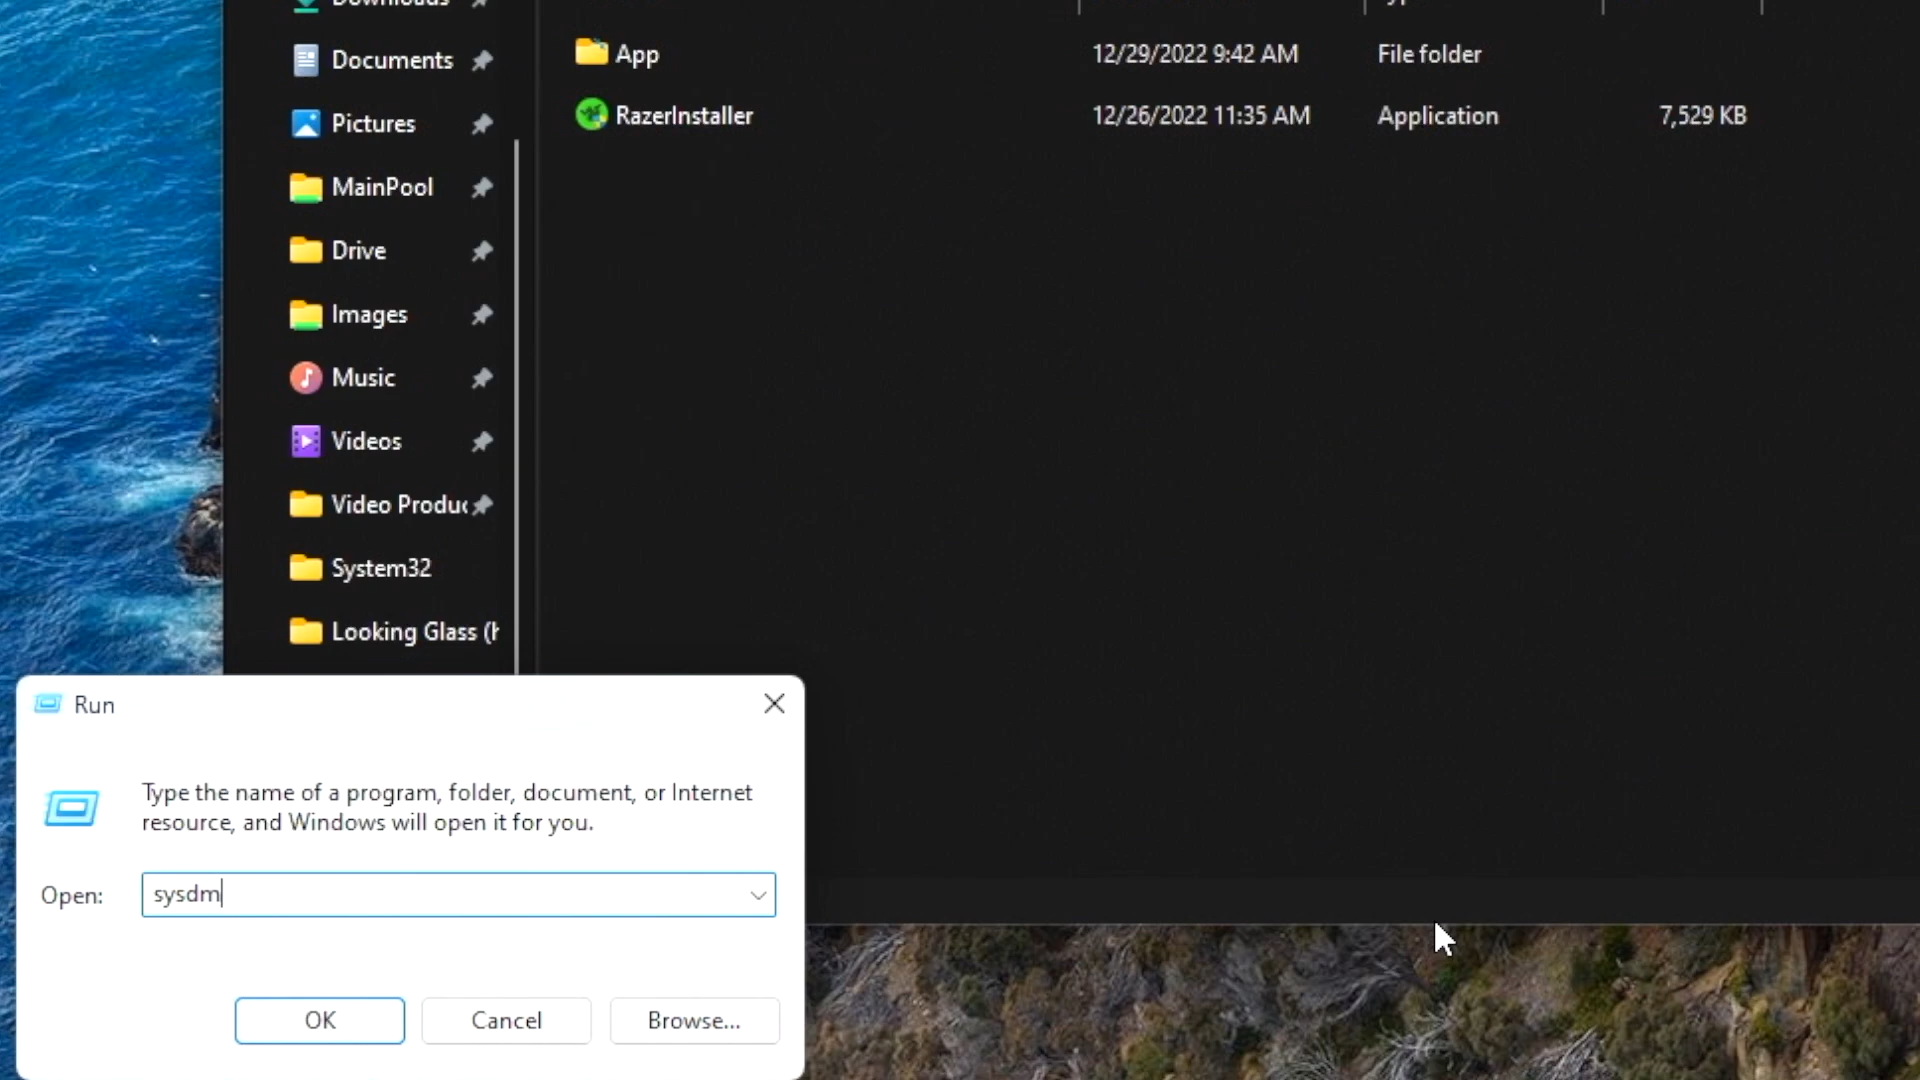 Downloads
Documents
App 12/29/2022 9:42 AM File folder
Pictures
RazerInstaller 12/26/2022 11:35 AM Application 7,529 KB
MainPool
Drive
Images
Music
Videos
Video Produc
System32
Looking Glass (h
Run
Type the name of a program, folder, document, or Internet
resource, and Windows will open it for you.
Open: sysdm
OK Cancel Browse...